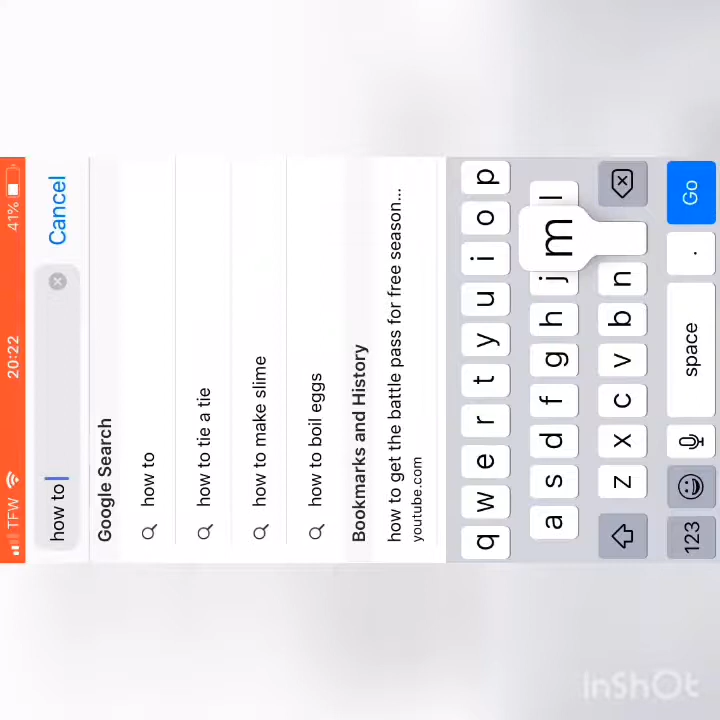 TFW 20:22 41%
how to Cancel
Google Search
how to
how to tie a tie
how to make slime
how to boil eggs
Bookmarks and History
how to get the battle pass for free season...
youtube.com
q w e r t y u i o p
a s d f g h j l
m
z x c v b n
123 space . Go
InShOt